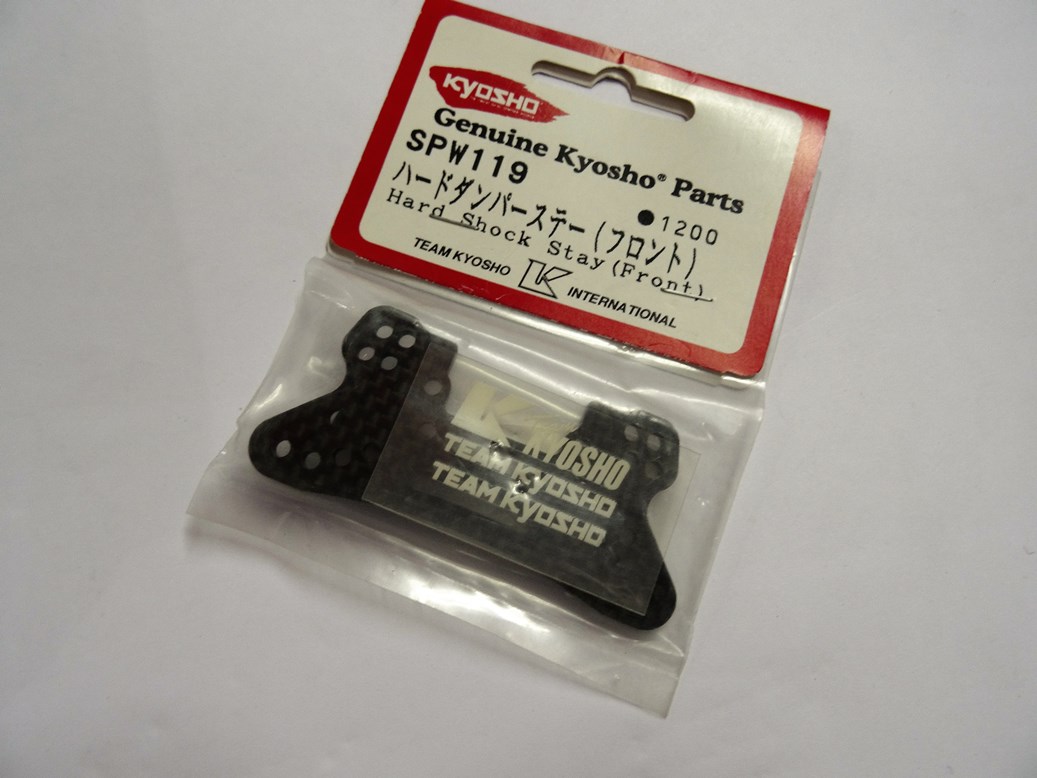 KYOSHO
Genuine Kyosho® Parts
SPW119
ハードダンパーステー(フロント)
●1200
Hard Shock Stay(Front)
TEAM KYOSHO K INTERNATIONAL
K KYOSHO
TEAM KYOSHO
TEAM KYOSHO